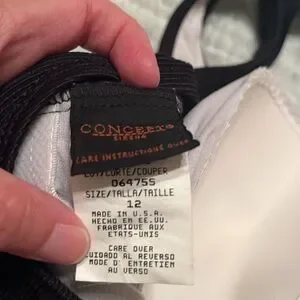 CONCEPTS
SIRENA
CARE INSTRUCTIONS OVER
CUT/CORTE/COUPER
064755
SIZE/TALLA/TAILLE
12
MADE IN U.S.A.
HECHO EN EE.UU.
FABRIQUE AUX
ETATS-UNIS
CARE OVER
CUIDADO AL REVERSO
MODE D' ENTRETIEN
AU VERSO